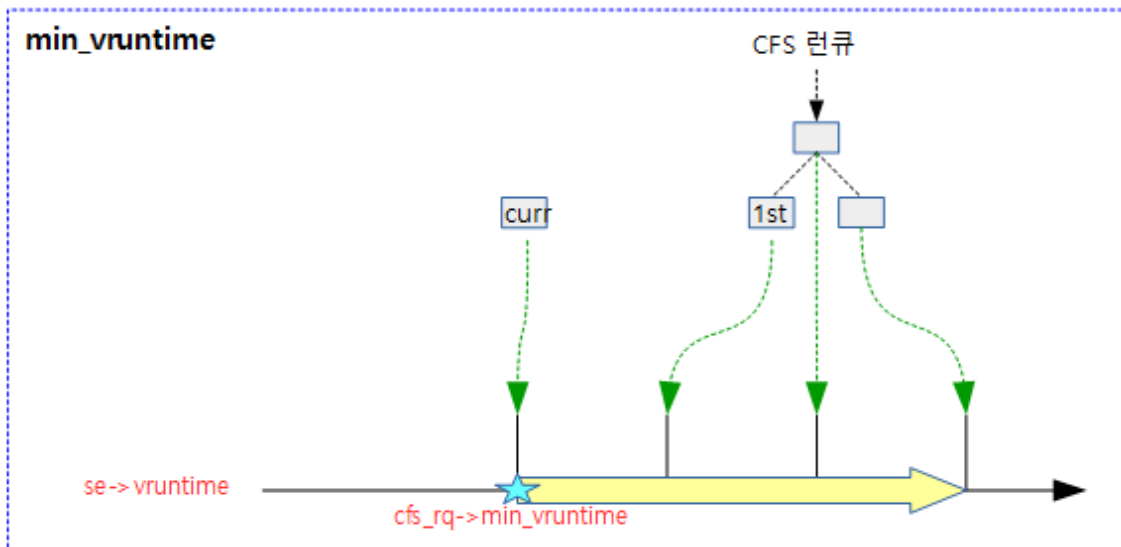 min_vruntime
CFS 런큐
curr
1st
se->vruntime
cfs_rq->min_vruntime